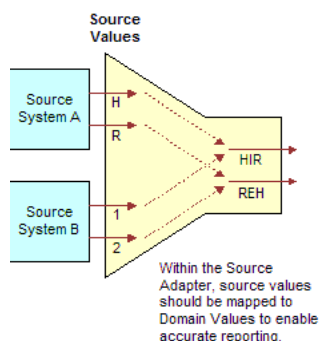 Source
Values
Source
System A
H
R
HIR
REH
Source
System B
1
2
Within the Source
Adapter, source values
should be mapped to
Domain Values to enable
accurate reporting.